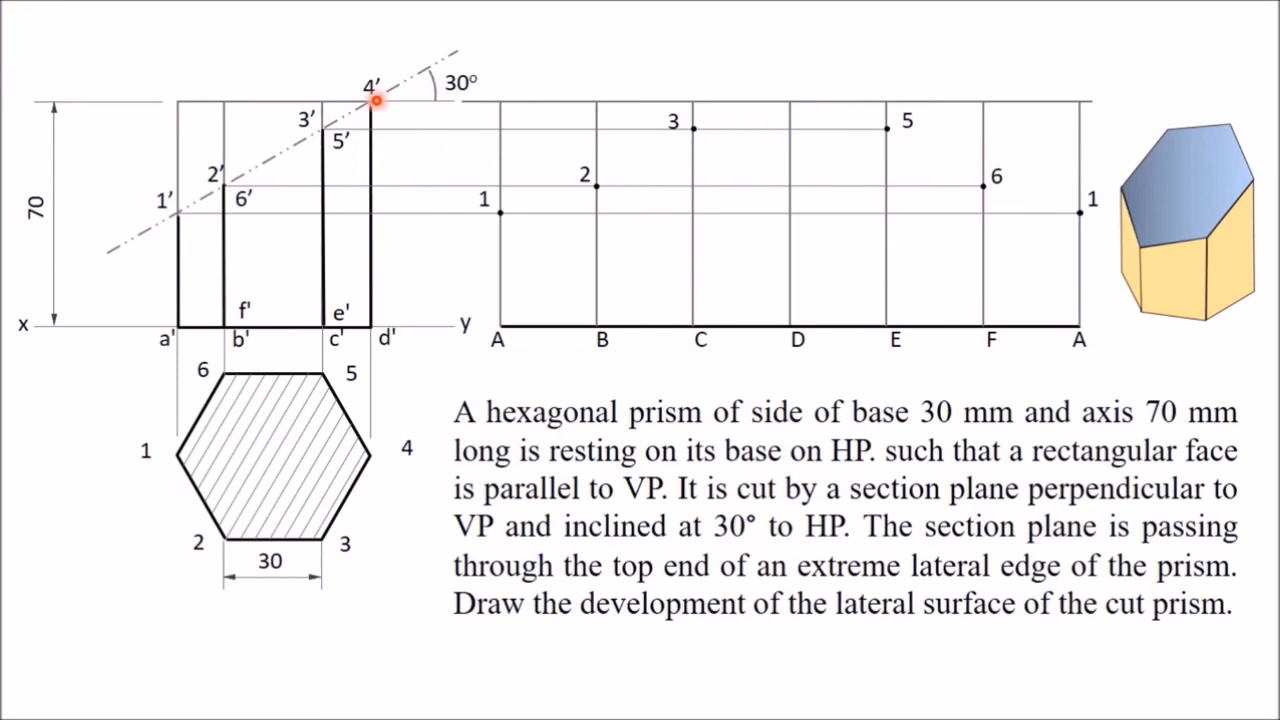 4'
30o
3'
5'
3
5
2'
6'
2
6
1'
1
1
70
f'
e'
x
y
a'
b'
c'
d'
A
B
C
D
E
F
A
6
5
1
4
2
3
30
A hexagonal prism of side of base 30 mm and axis 70 mm
long is resting on its base on HP. such that a rectangular face
is parallel to VP. It is cut by a section plane perpendicular to
VP and inclined at 30° to HP. The section plane is passing
through the top end of an extreme lateral edge of the prism.
Draw the development of the lateral surface of the cut prism.